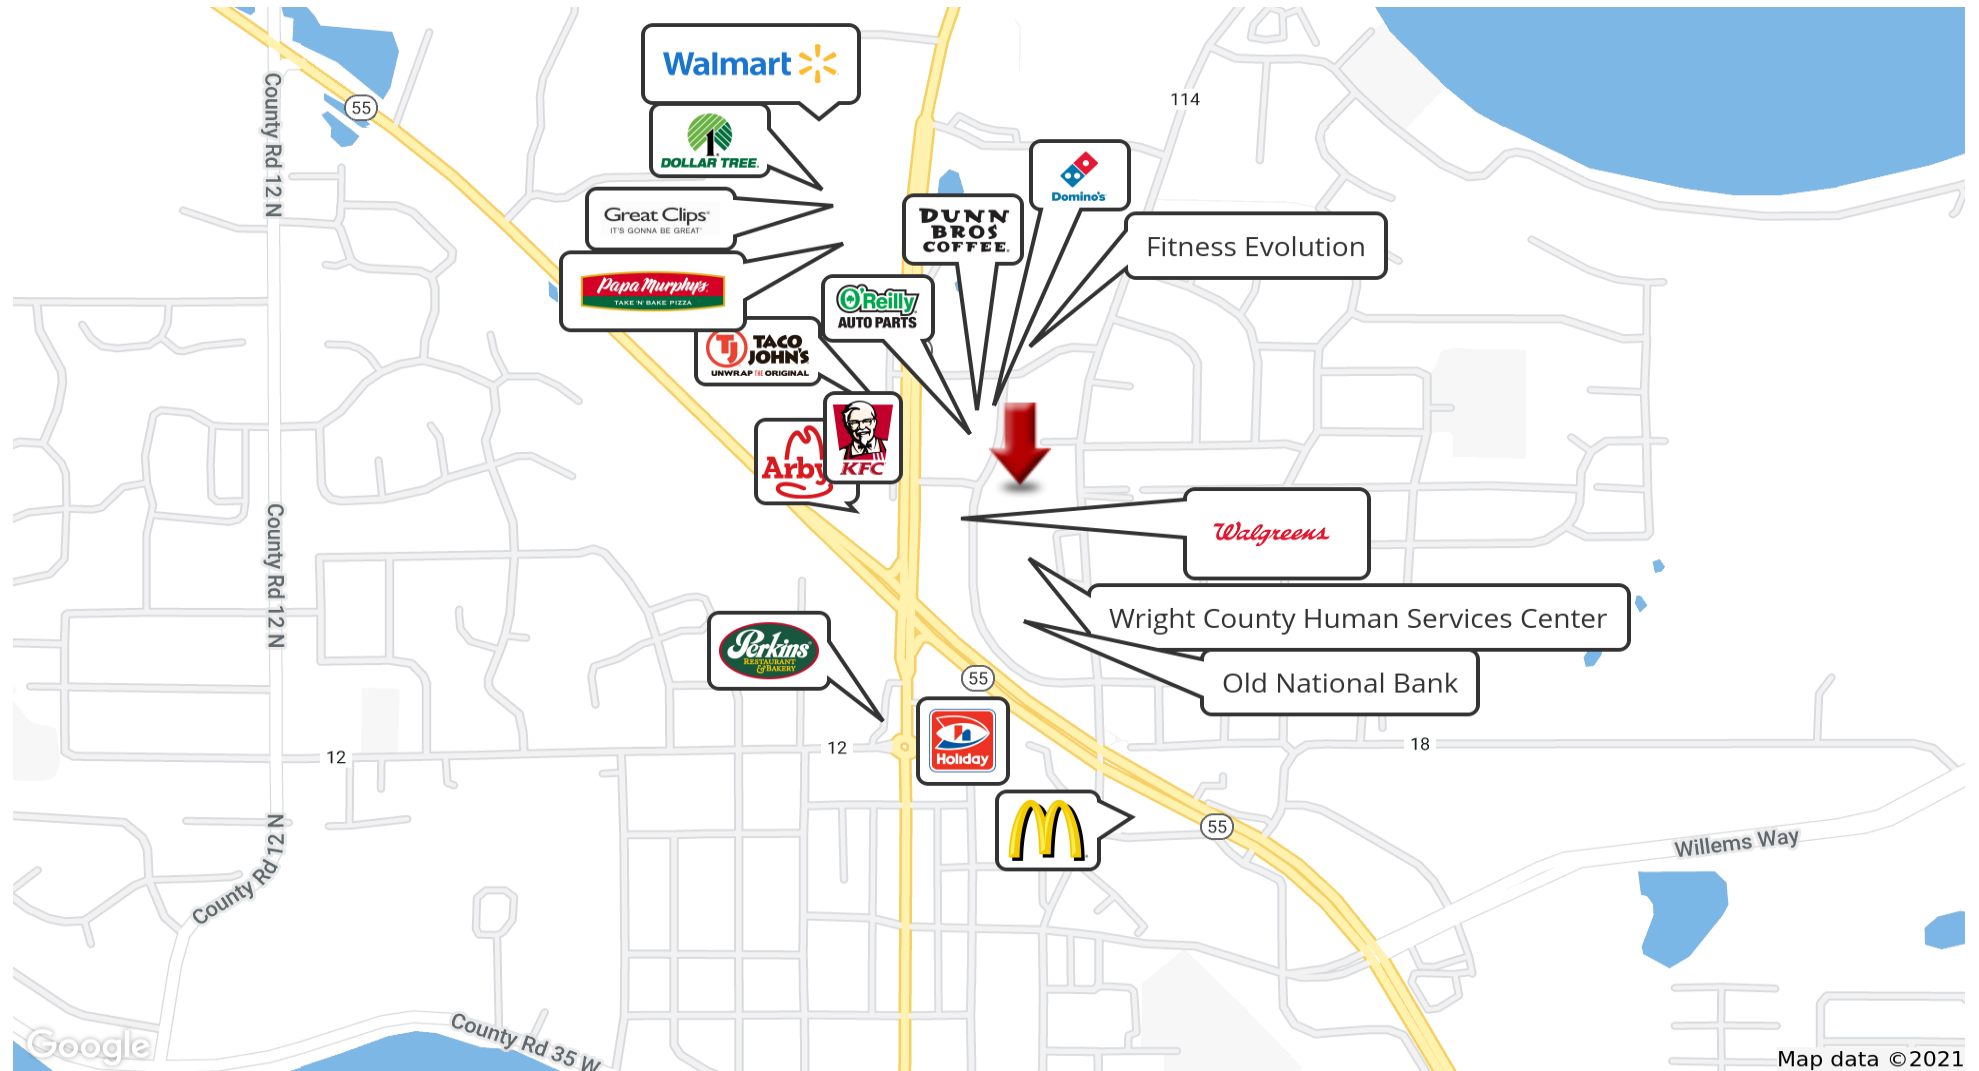 Walmart
55
County Rd 12 N
114
DOLLAR TREE.
Domino's
Great Clips®
IT'S GONNA BE GREAT®
DUNN
BROS
COFFEE®
Fitness Evolution
Papa Murphy's
TAKE 'N' BAKE PIZZA
O'Reilly
AUTO PARTS
TJ
TACO
JOHN'S
UNWRAP THE ORIGINAL
KFC
Arby
Walgreens
County Rd 12 N
Wright County Human Services Center
Perkins®
RESTAURANT
& BAKERY
55
Old National Bank
12
12
Holiday
18
55
County Rd 12 N
Willems Way
County Rd 35 W
Google
Map data ©2021